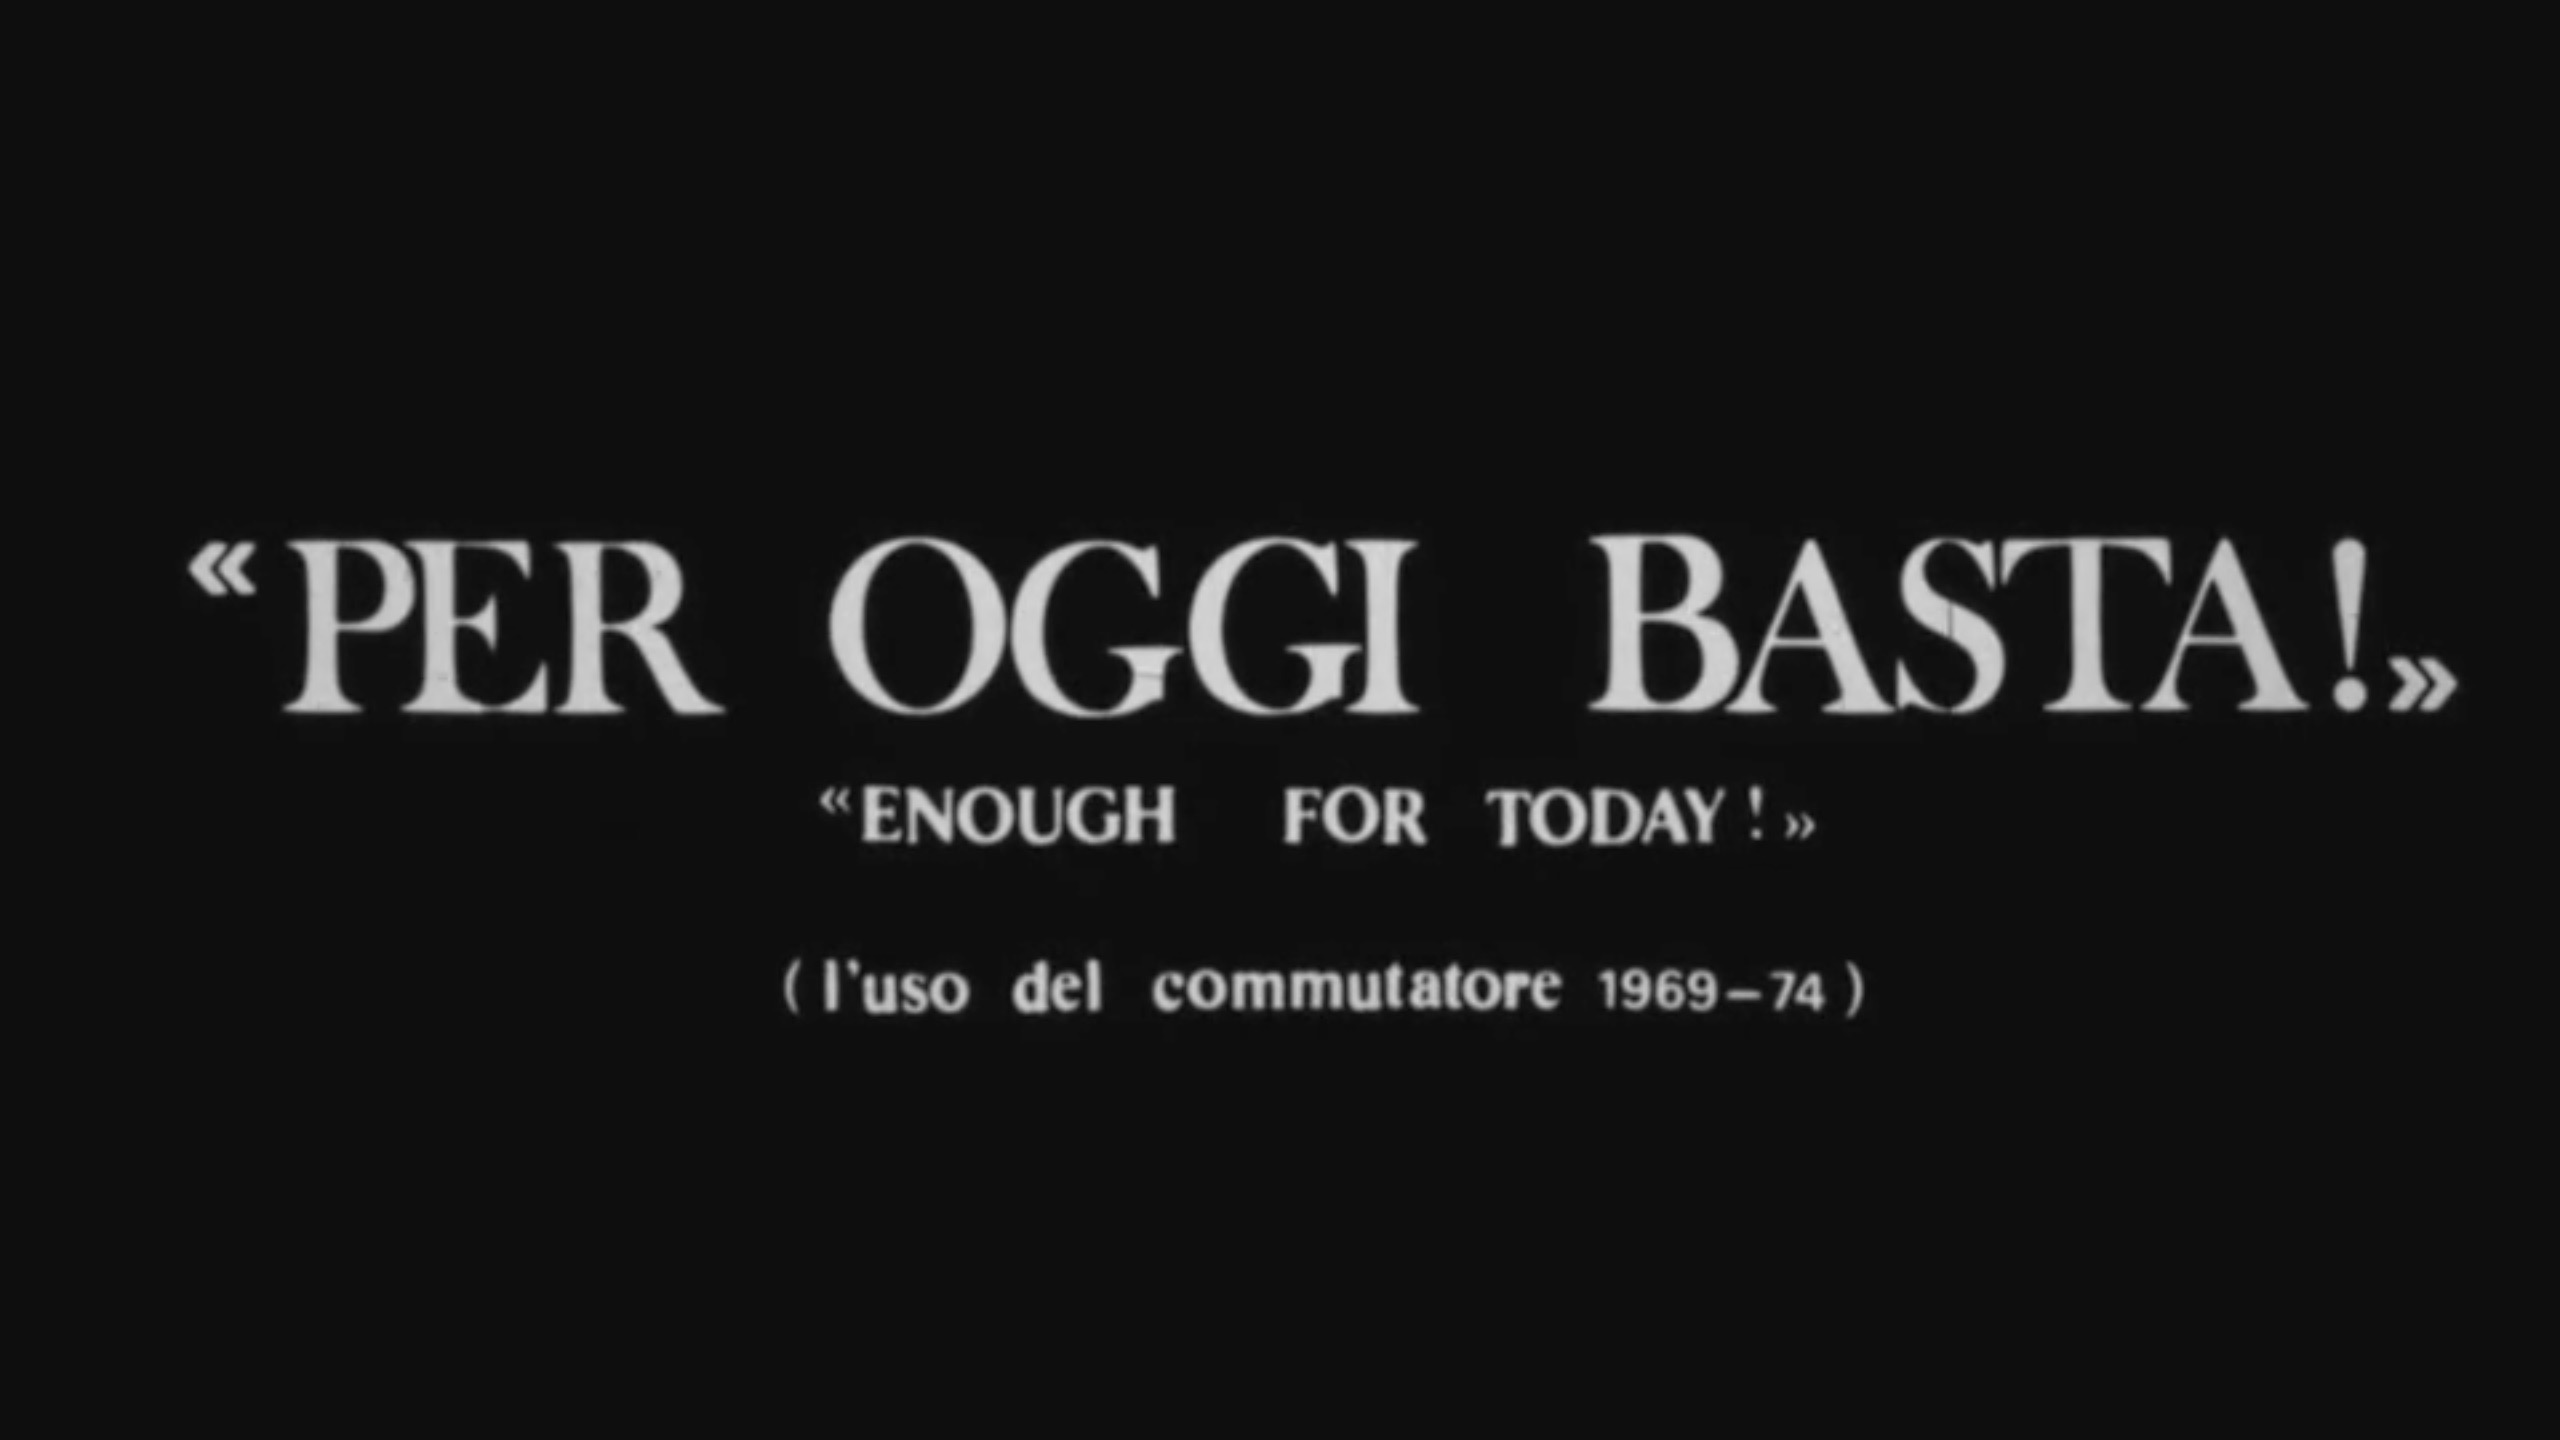 «PER OGGI BASTA!»
«ENOUGH FOR TODAY!»
(l'uso del commutatore 1969–74)